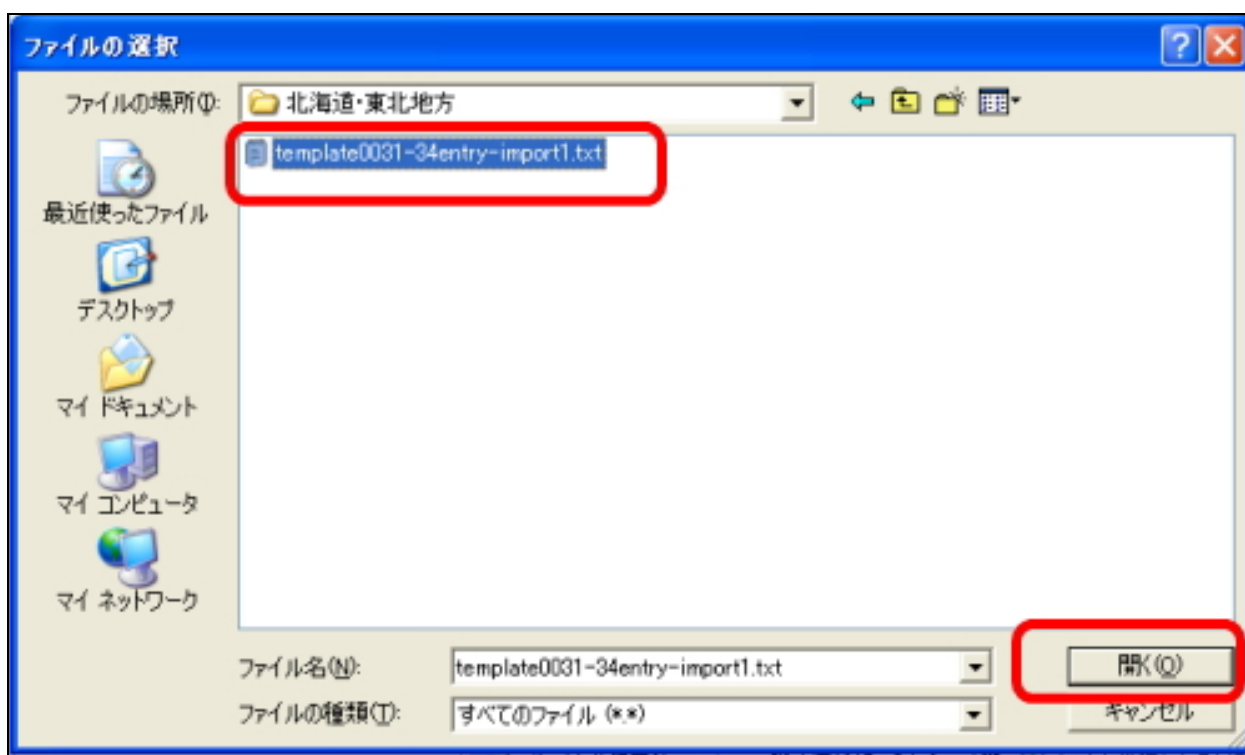 ファイルの選択
ファイルの場所(I):
北海道・東北地方
template0031-34entry-import1.txt
最近使ったファイル
デスクトップ
マイ ドキュメント
マイ コンピュータ
マイ ネットワーク
ファイル名(N):
template0031-34entry-import1.txt
開く(O)
ファイルの種類(T):
すべてのファイル (*.*)
キャンセル